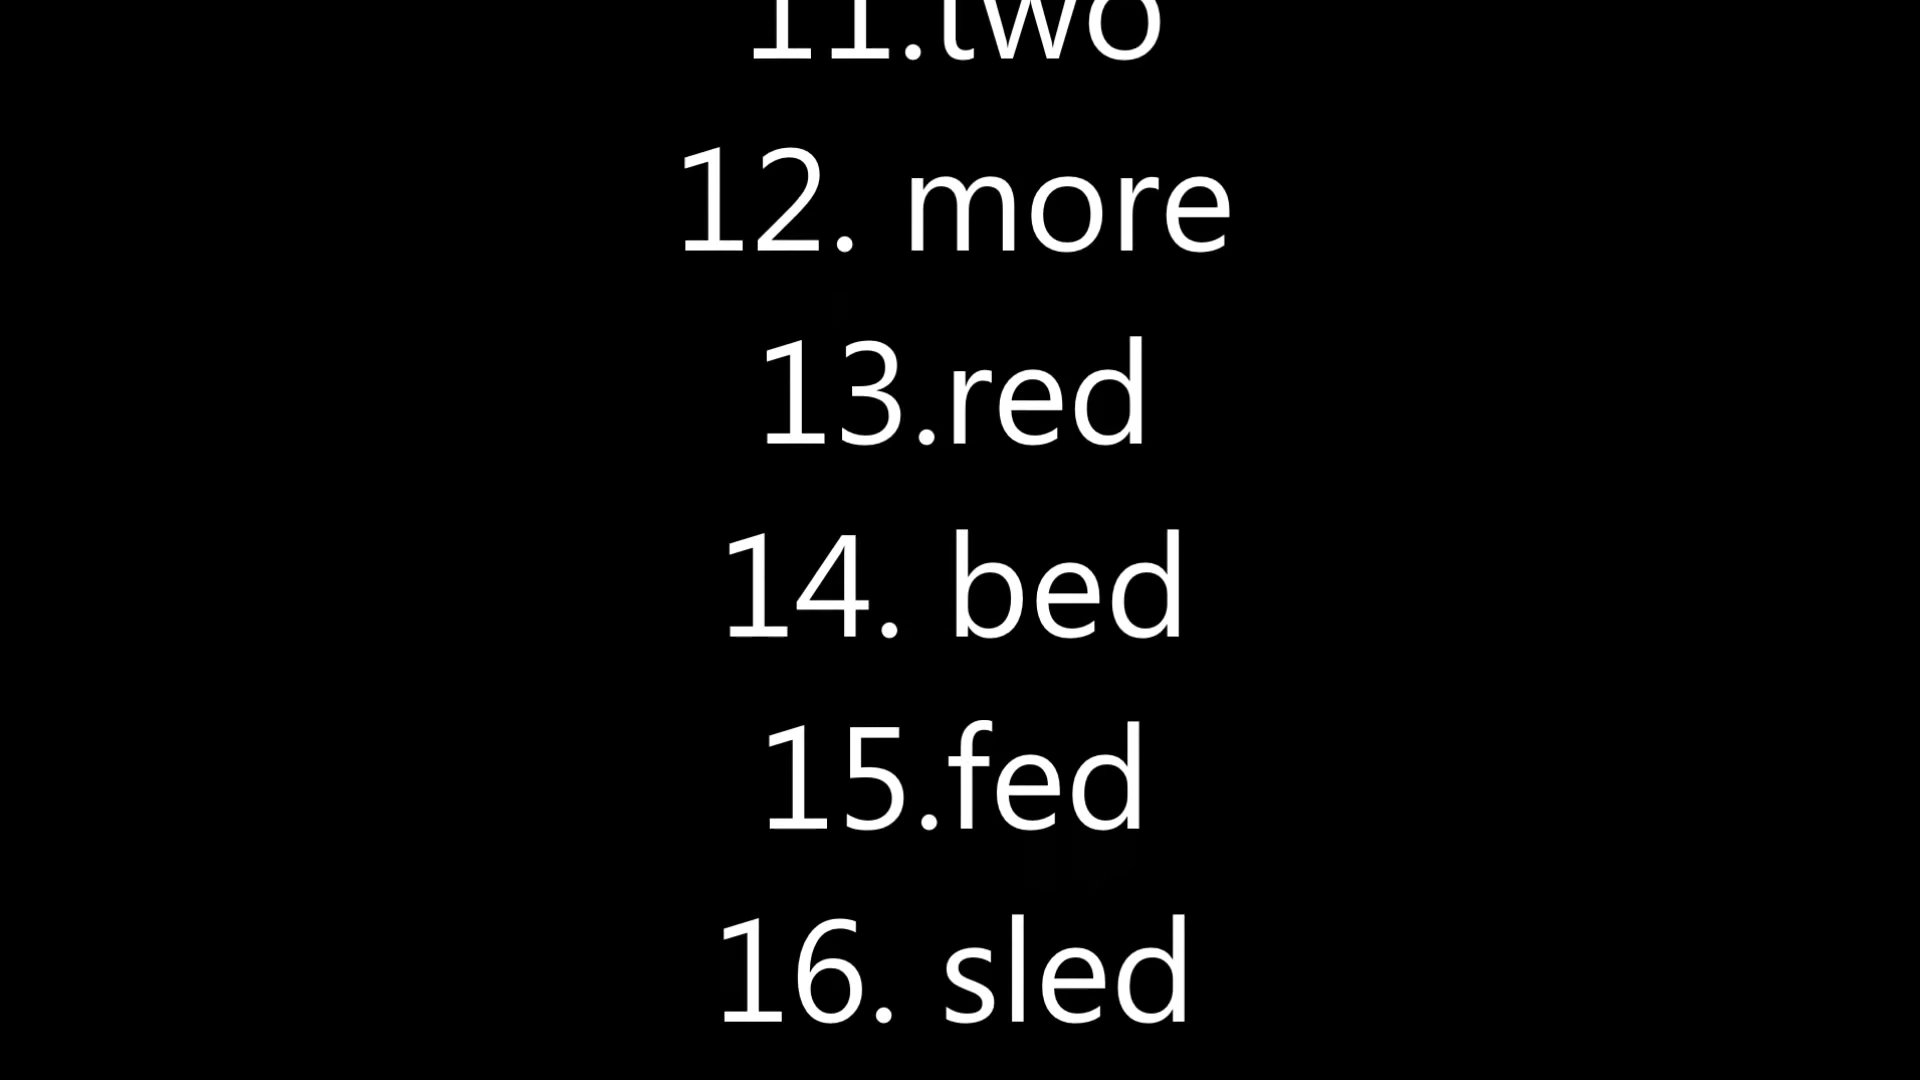 11.two
12. more
13.red
14. bed
15.fed
16. sled